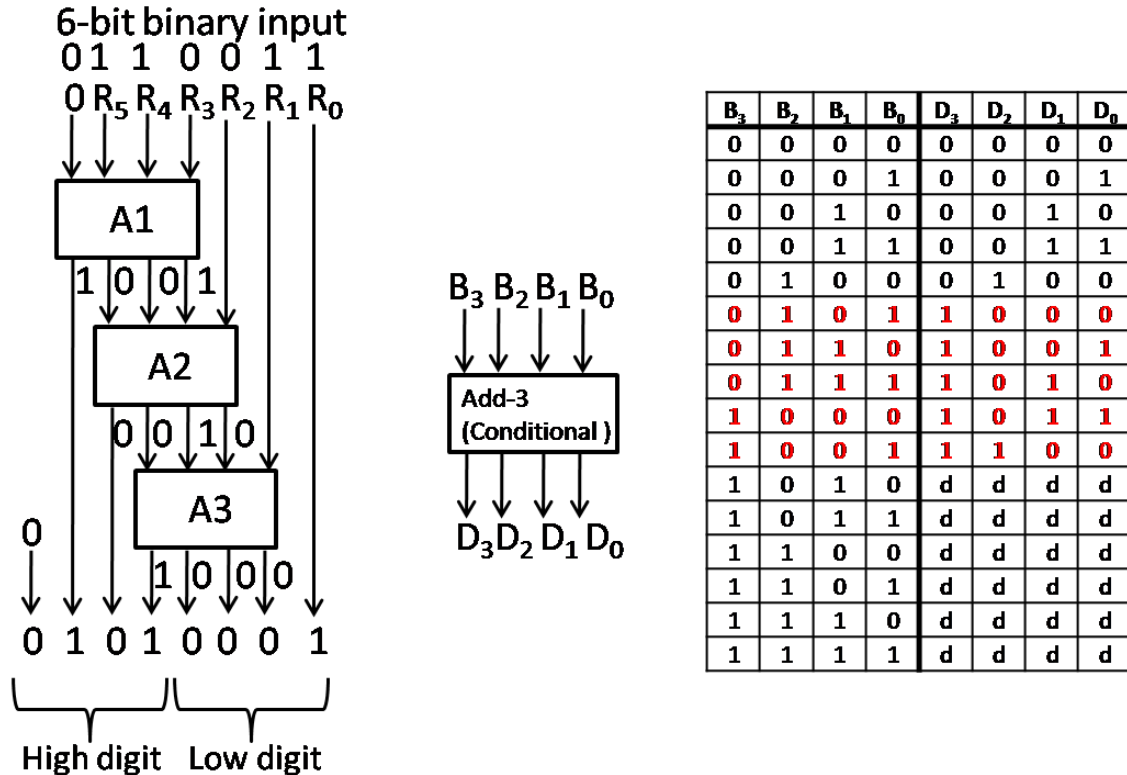 6-bit binary input
0 1 1 0 0 1 1
0 R5 R4 R3 R2 R1 R0
A1
1 0 0 1
A2
0 0 1 0
A3
0
1 0 0 0
0 1 0 1 0 0 0 1
High digit Low digit
B3 B2 B1 B0
Add-3
(Conditional )
D3 D2 D1 D0
B3 B2 B1 B0 D3 D2 D1 D0
0 0 0 0 0 0 0 0
0 0 0 1 0 0 0 1
0 0 1 0 0 0 1 0
0 0 1 1 0 0 1 1
0 1 0 0 0 1 0 0
0 1 0 1 1 0 0 0
0 1 1 0 1 0 0 1
0 1 1 1 1 0 1 0
1 0 0 0 1 0 1 1
1 0 0 1 1 1 0 0
1 0 1 0 d d d d
1 0 1 1 d d d d
1 1 0 0 d d d d
1 1 0 1 d d d d
1 1 1 0 d d d d
1 1 1 1 d d d d